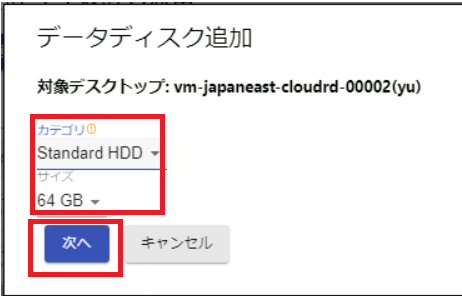 データディスク追加
対象デスクトップ: vm-japaneast-cloudrd-00002(yu)
カテゴリ
Standard HDD
サイズ
64 GB
次へ キャンセル